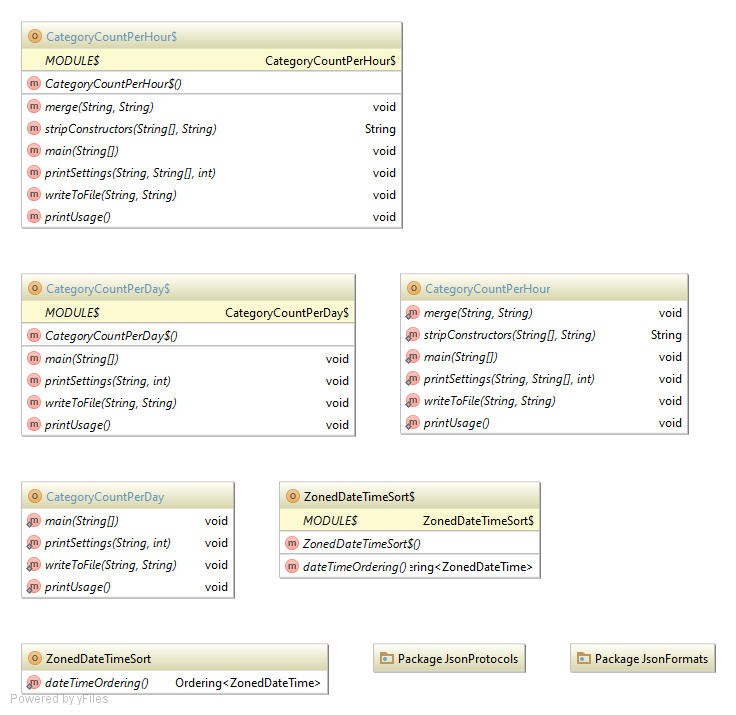 CategoryCountPerHour$
MODULE$ CategoryCountPerHour$
CategoryCountPerHour$()
merge(String, String) void
stripConstructors(String[], String) String
main(String[]) void
printSettings(String, String[], int) void
writeToFile(String, String) void
printUsage() void
CategoryCountPerDay$
MODULE$ CategoryCountPerDay$
CategoryCountPerDay$()
main(String[]) void
printSettings(String, int) void
writeToFile(String, String) void
printUsage() void
CategoryCountPerHour
merge(String, String) void
stripConstructors(String[], String) String
main(String[]) void
printSettings(String, String[], int) void
writeToFile(String, String) void
printUsage() void
CategoryCountPerDay
main(String[]) void
printSettings(String, int) void
writeToFile(String, String) void
printUsage() void
ZonedDateTimeSort$
MODULE$ ZonedDateTimeSort$
ZonedDateTimeSort$()
dateTimeOrdering() :ring<ZonedDateTime>
ZonedDateTimeSort
dateTimeOrdering() Ordering<ZonedDateTime>
Package JsonProtocols
Package JsonFormats
Powered by yFiles